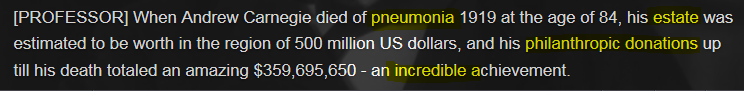 [PROFESSOR] When Andrew Carnegie died of pneumonia 1919 at the age of 84, his estate was
estimated to be worth in the region of 500 million US dollars, and his philanthropic donations up
till his death totaled an amazing $359,695,650 - an incredible achievement.